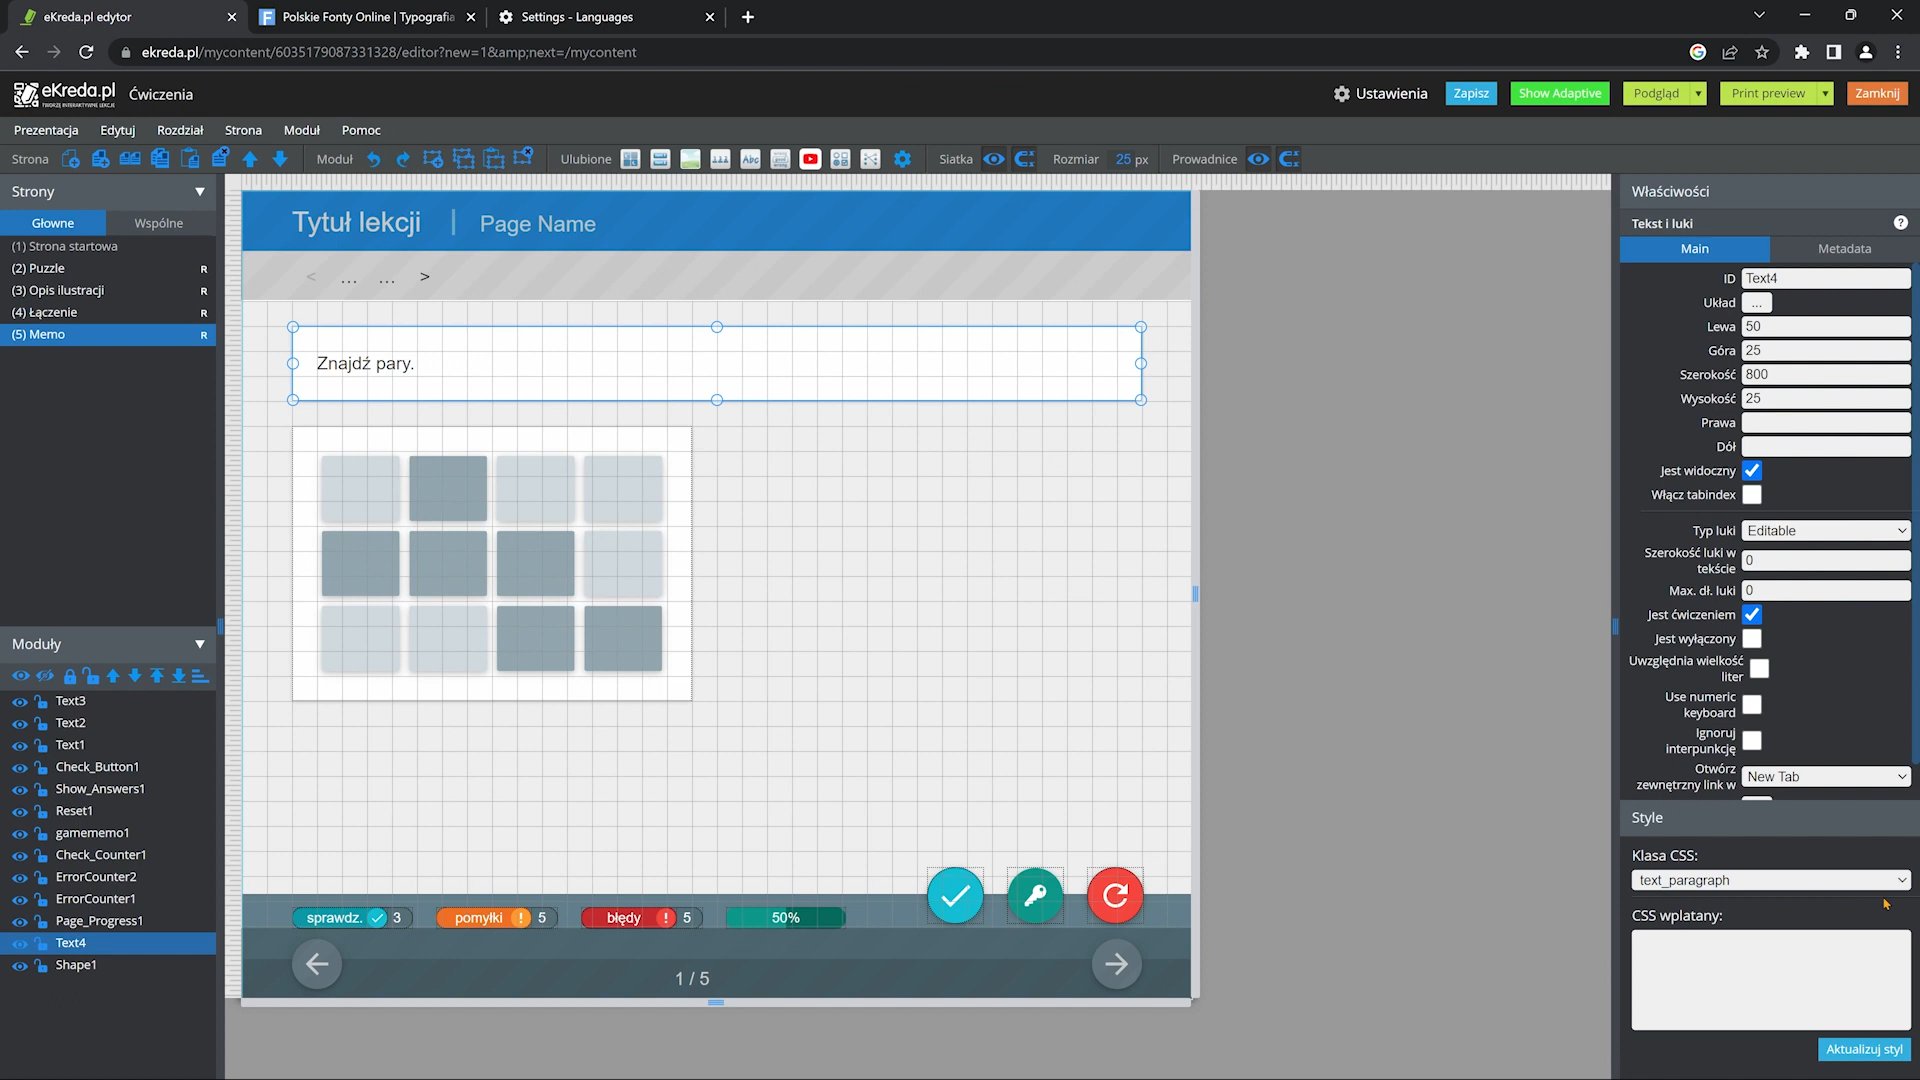 eKreda.pl edytor
Polskie Fonty Online | Typografia
Settings - Languages
ekreda.pl/mycontent/6035179087331328/editor?new=1&amp;next=/mycontent
eKreda.pl
TWORZĘ INTERAKTYWNE LEKCJE
Ćwiczenia
Ustawienia
Zapisz
Show Adaptive
Podgląd
Print preview
Zamknij
Prezentacja Edytuj Rozdział Strona Moduł Pomoc
Strona
Moduł
Ulubione
Abc
Siatka
Rozmiar 25 px
Prowadnice
Strony
Głowne
Wspólne
(1) Strona startowa
(2) Puzzle R
(3) Opis ilustracji R
(4) Łączenie R
(5) Memo R
Moduły
Text3
Text2
Text1
Check_Button1
Show_Answers1
Reset1
gamememo1
Check_Counter1
ErrorCounter2
ErrorCounter1
Page_Progress1
Text4
Shape1
Tytuł lekcji | Page Name
< ... ... >
Znajdź pary.
sprawdz. 3
pomyłki ! 5
błędy ! 5
50%
1 / 5
Właściwości
Tekst i luki ?
Main
Metadata
ID Text4
Układ ...
Lewa 50
Góra 25
Szerokość 800
Wysokość 25
Prawa
Dół
Jest widoczny
Włącz tabindex
Typ luki Editable
Szerokość luki w
tekście 0
Max. dł. luki 0
Jest ćwiczeniem
Jest wyłączony
Uwzględnia wielkość
liter
Use numeric
keyboard
Ignoruj
interpunkcję
Otwórz
zewnętrzny link w New Tab
Style
Klasa CSS:
text_paragraph
CSS wplatany:
Aktualizuj styl